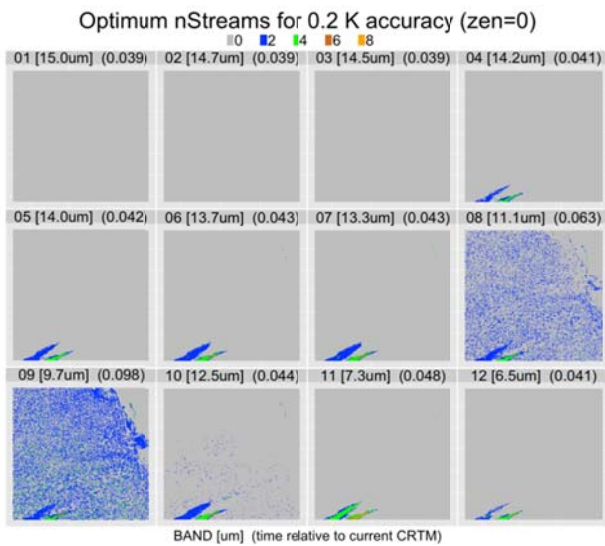 Optimum nStreams for 0.2 K accuracy (zen=0)
0 2 4 6 8
01 [15.0um] (0.039) 02 [14.7um] (0.039) 03 [14.5um] (0.039) 04 [14.2um] (0.041)
05 [14.0um] (0.042) 06 [13.7um] (0.043) 07 [13.3um] (0.043) 08 [11.1um] (0.063)
09 [9.7um] (0.098) 10 [12.5um] (0.044) 11 [7.3um] (0.048) 12 [6.5um] (0.041)
BAND [um] (time relative to current CRTM)